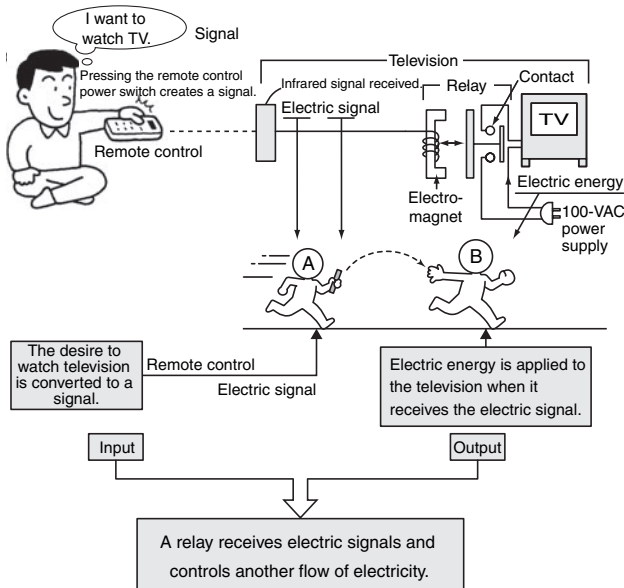 I want to
watch TV.
Signal
Pressing the remote control
power switch creates a signal.
Remote control
Television
Infrared signal received.
Electric signal
Relay
Contact
TV
Electro-
magnet
Electric energy
100-VAC
power
supply
A
B
The desire to
watch television
is converted to a
signal.
Remote control
Electric signal
Electric energy is applied to
the television when it
receives the electric signal.
Input
Output
A relay receives electric signals and
controls another flow of electricity.